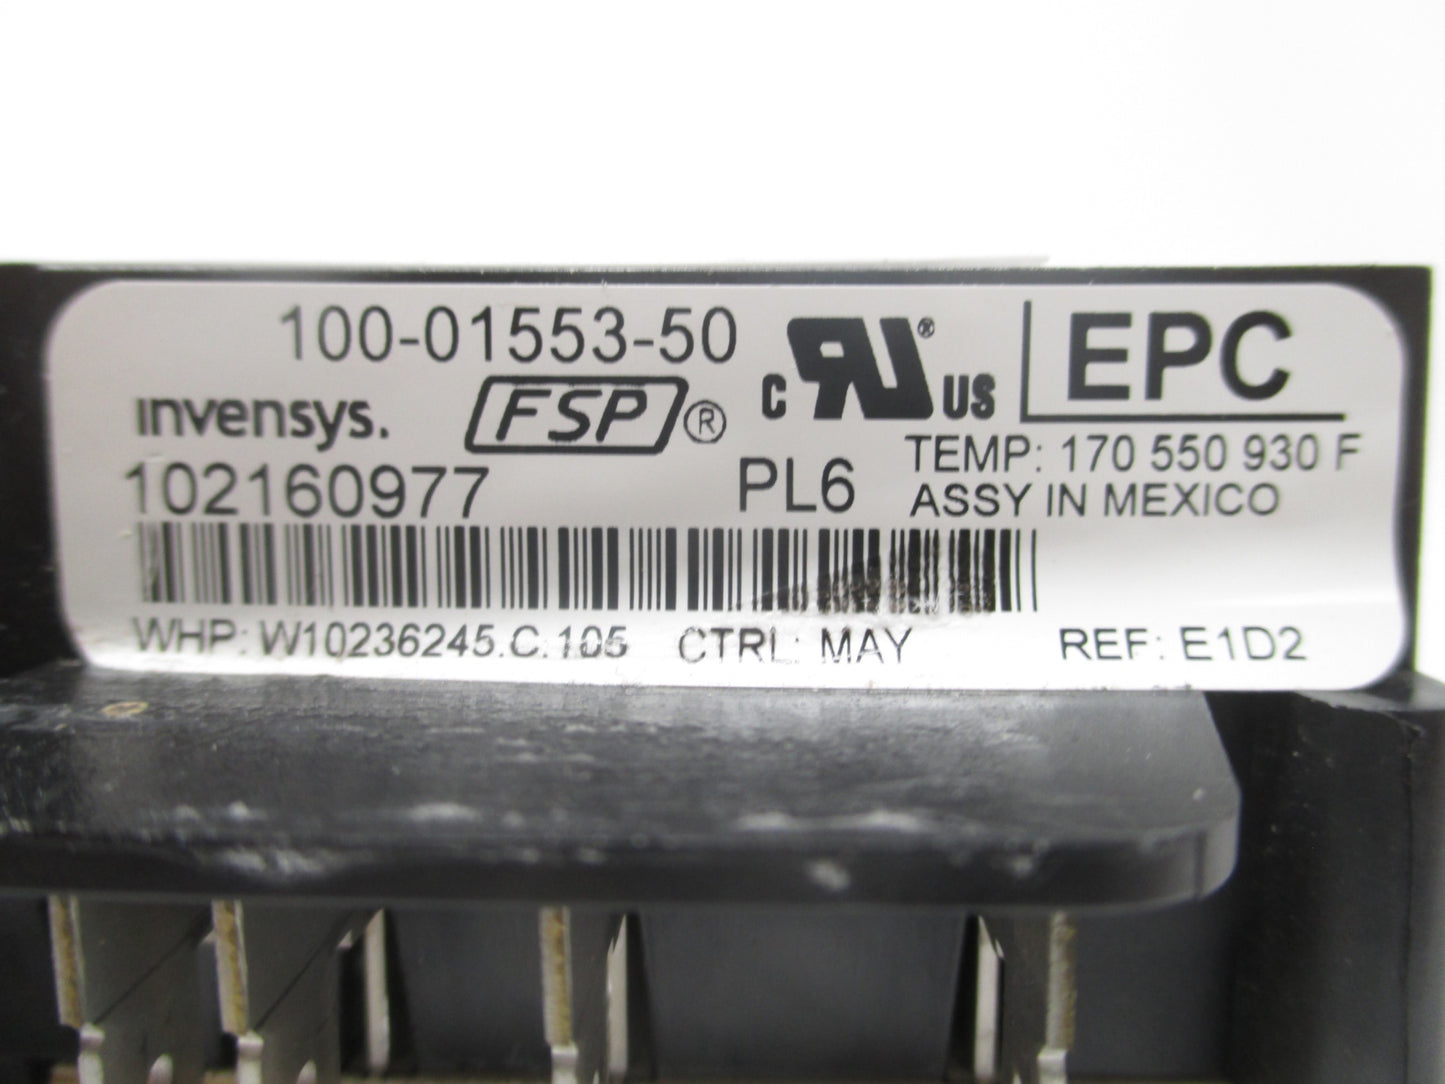 100-01553-50
invensys. FSP®
102160977 PL6
c RU® us
EPC
TEMP: 170 550 930 F
ASSY IN MEXICO
WHP: W10236245.C.105 CTRL: MAY REF: E1D2